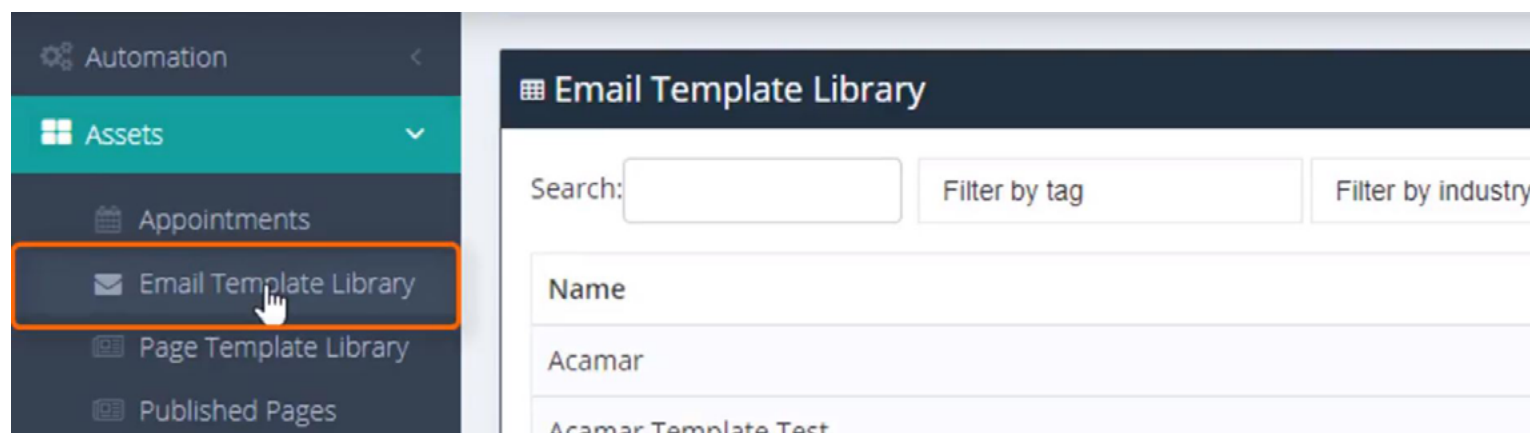 Automation
Assets
Appointments
Email Template Library
Page Template Library
Published Pages
Email Template Library
Search:
Filter by tag
Filter by industry
Name
Acamar
Acamar Template Test